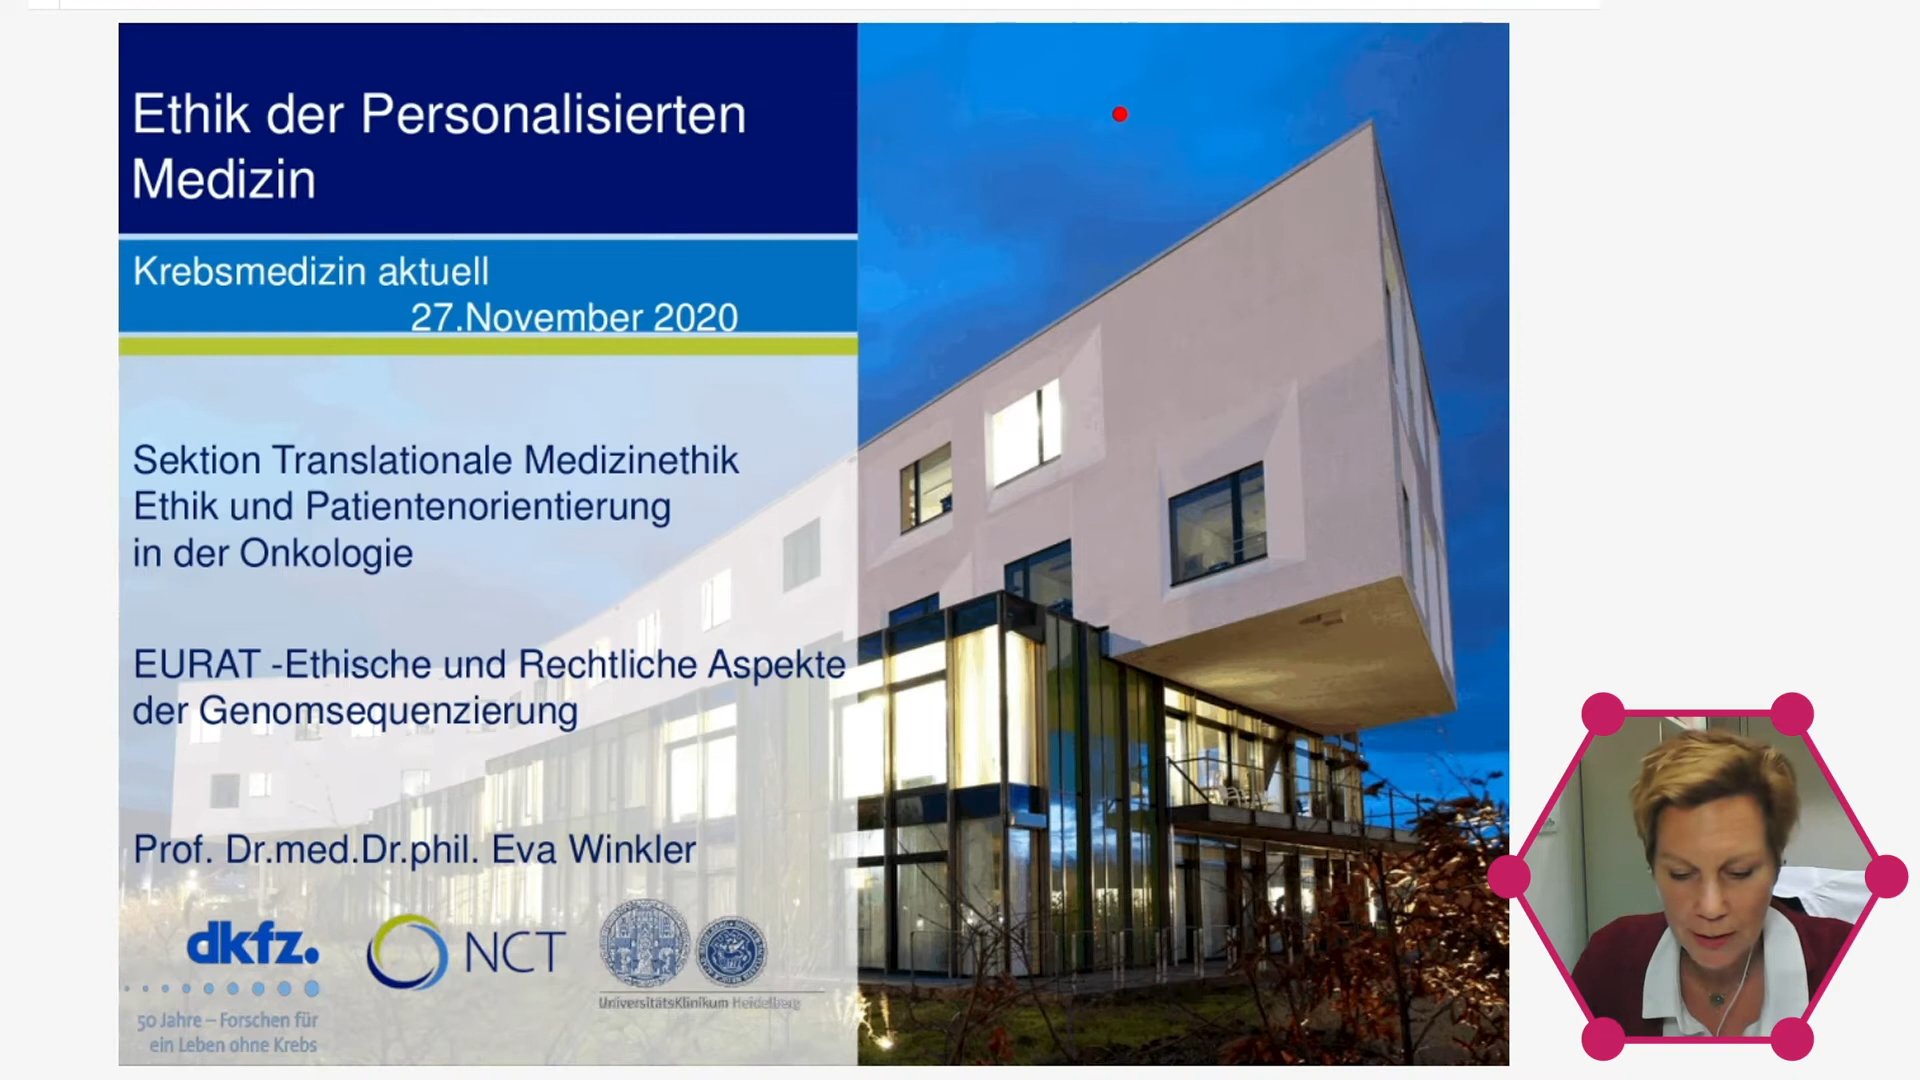 Ethik der Personalisierten
Medizin
Krebsmedizin aktuell
27.November 2020
Sektion Translationale Medizinethik
Ethik und Patientenorientierung
in der Onkologie
EURAT -Ethische und Rechtliche Aspekte
der Genomsequenzierung
Prof. Dr.med.Dr.phil. Eva Winkler
dkfz.
NCT
UniversitätsKlinikum Heidelberg
50 Jahre – Forschen für
ein Leben ohne Krebs